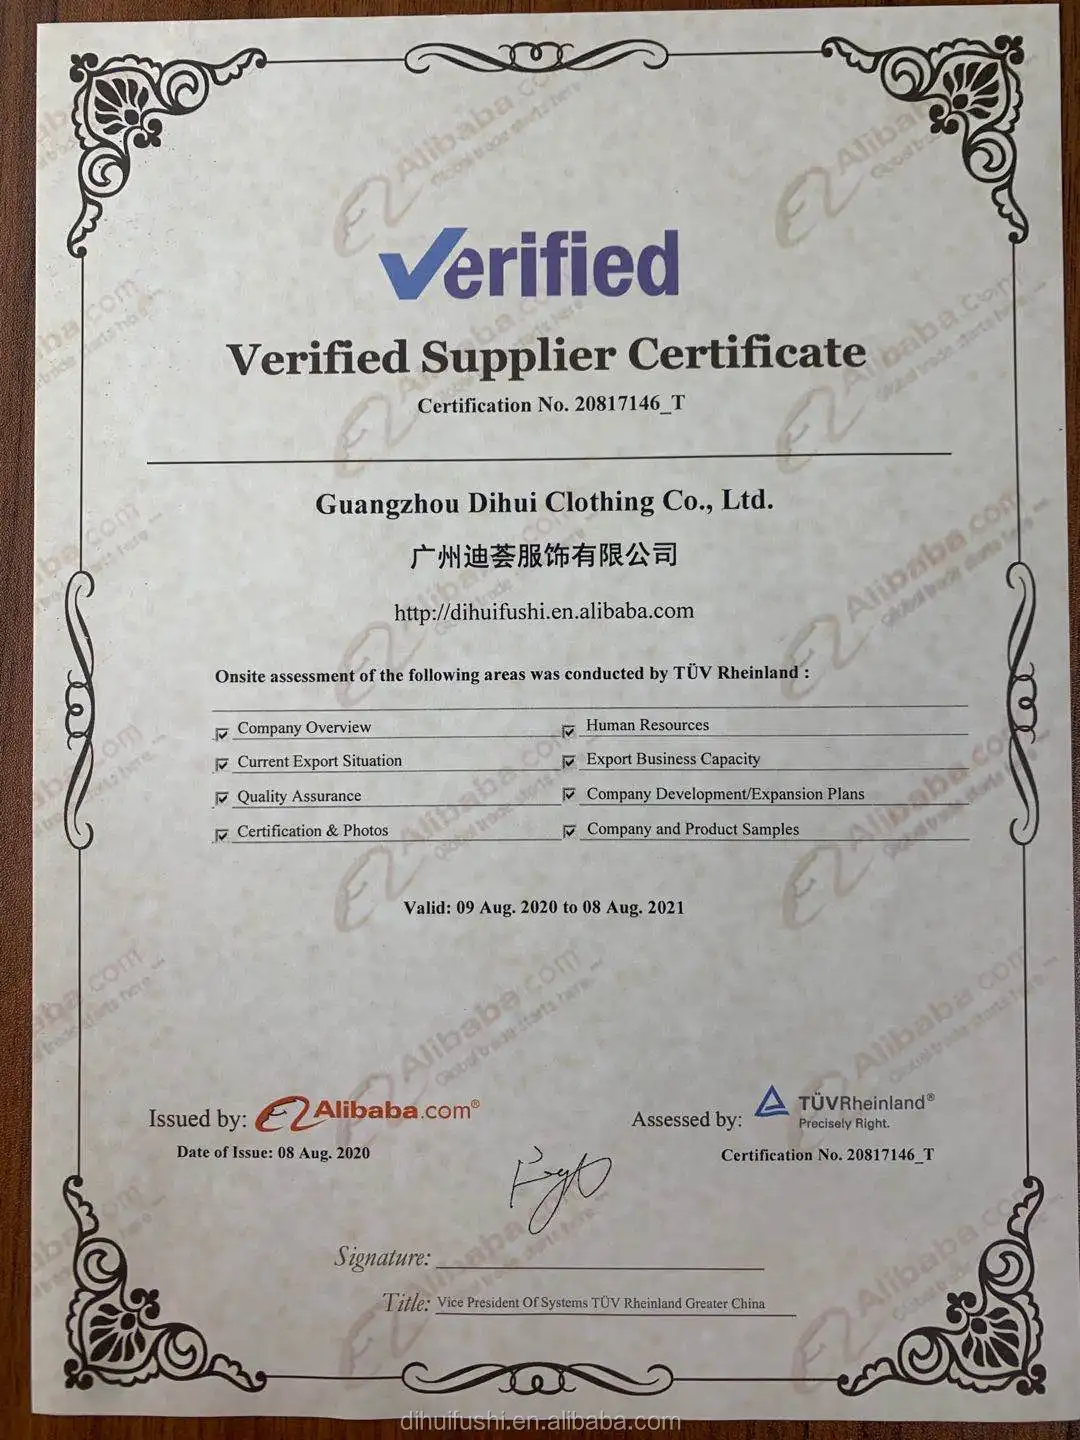 Verified
Verified Supplier Certificate
Certification No. 20817146_T
Guangzhou Dihui Clothing Co., Ltd.
广州迪荟服饰有限公司
http://dihuifushi.en.alibaba.com
Onsite assessment of the following areas was conducted by TÜV Rheinland :
Company Overview
Human Resources
Current Export Situation
Export Business Capacity
Quality Assurance
Company Development/Expansion Plans
Certification & Photos
Company and Product Samples
Valid: 09 Aug. 2020 to 08 Aug. 2021
Issued by: Alibaba.com®
Date of Issue: 08 Aug. 2020
Assessed by: TÜVRheinland®
Precisely Right.
Certification No. 20817146_T
Signature:
Title: Vice President Of Systems TÜV Rheinland Greater China
dihuifushi.en.alibaba.com